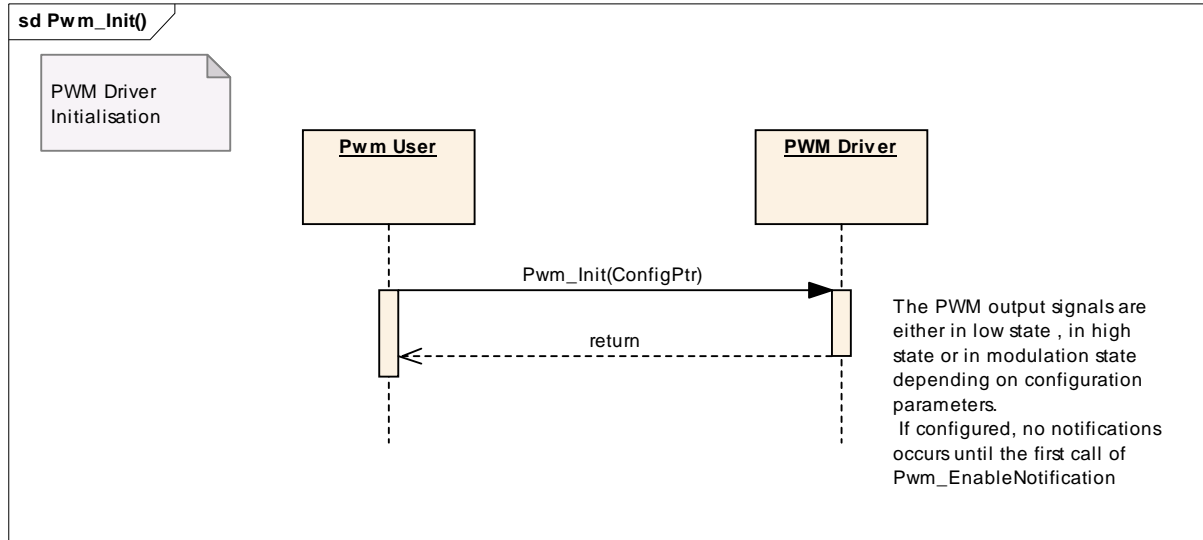 sd Pwm_Init()
PWM Driver
Initialisation
Pwm User
PWM Driver
Pwm_Init(ConfigPtr)
return
The PWM output signals are
either in low state , in high
state or in modulation state
depending on configuration
parameters.
If configured, no notifications
occurs until the first call of
Pwm_EnableNotification